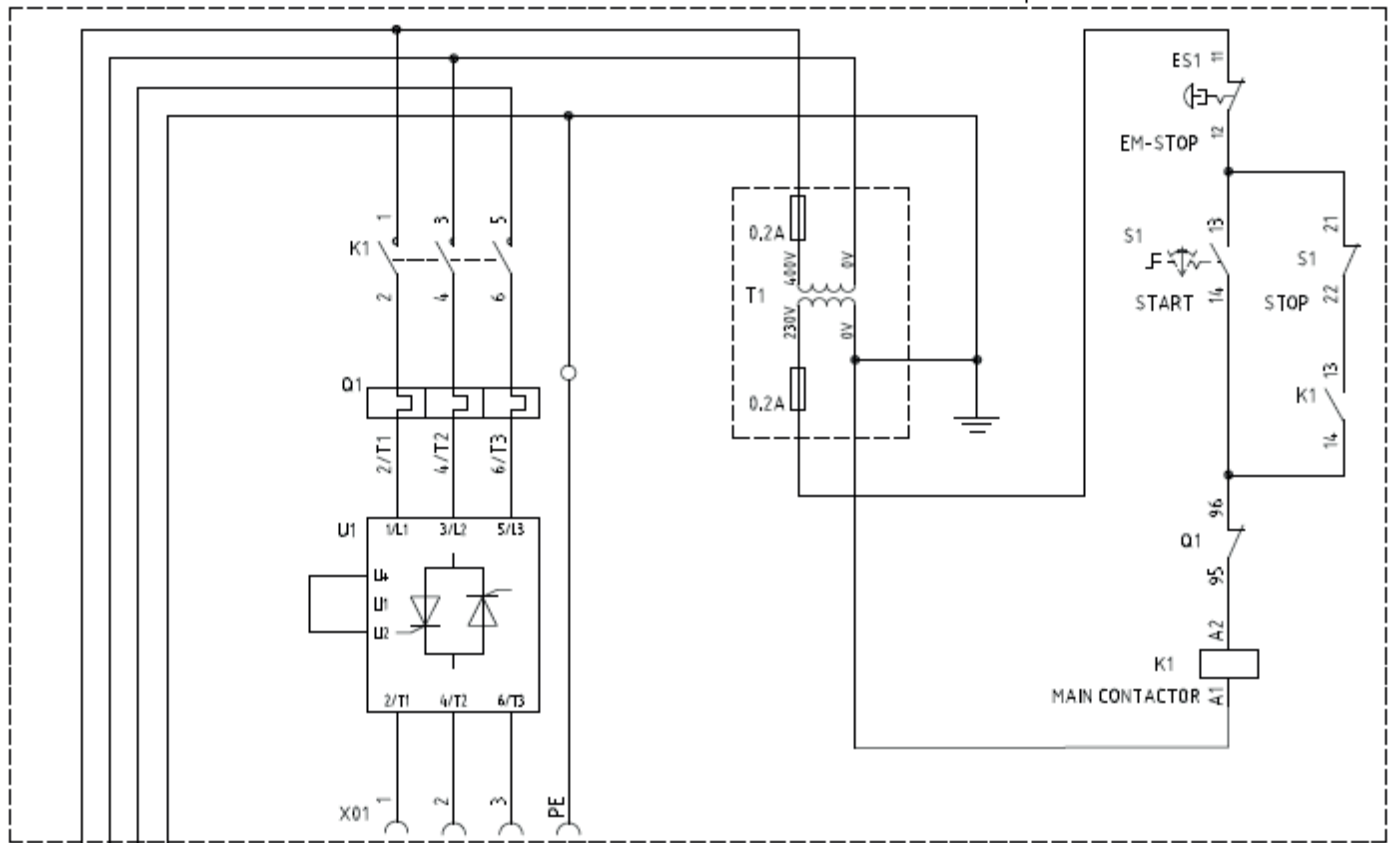 ES1
11
12
EM-STOP
K1
1
3
5
2
4
6
0,2A
400V
0V
T1
230V
0V
0,2A
S1
13
14
START
21
S1
22
STOP
13
K1
14
Q1
2/T1
4/T2
6/T3
96
Q1
95
U1
1/L1
3/L2
5/L3
U4
U1
U2
2/T1
4/T2
6/T3
A2
K1
MAIN CONTACTOR
A1
X01
1
2
3
PE